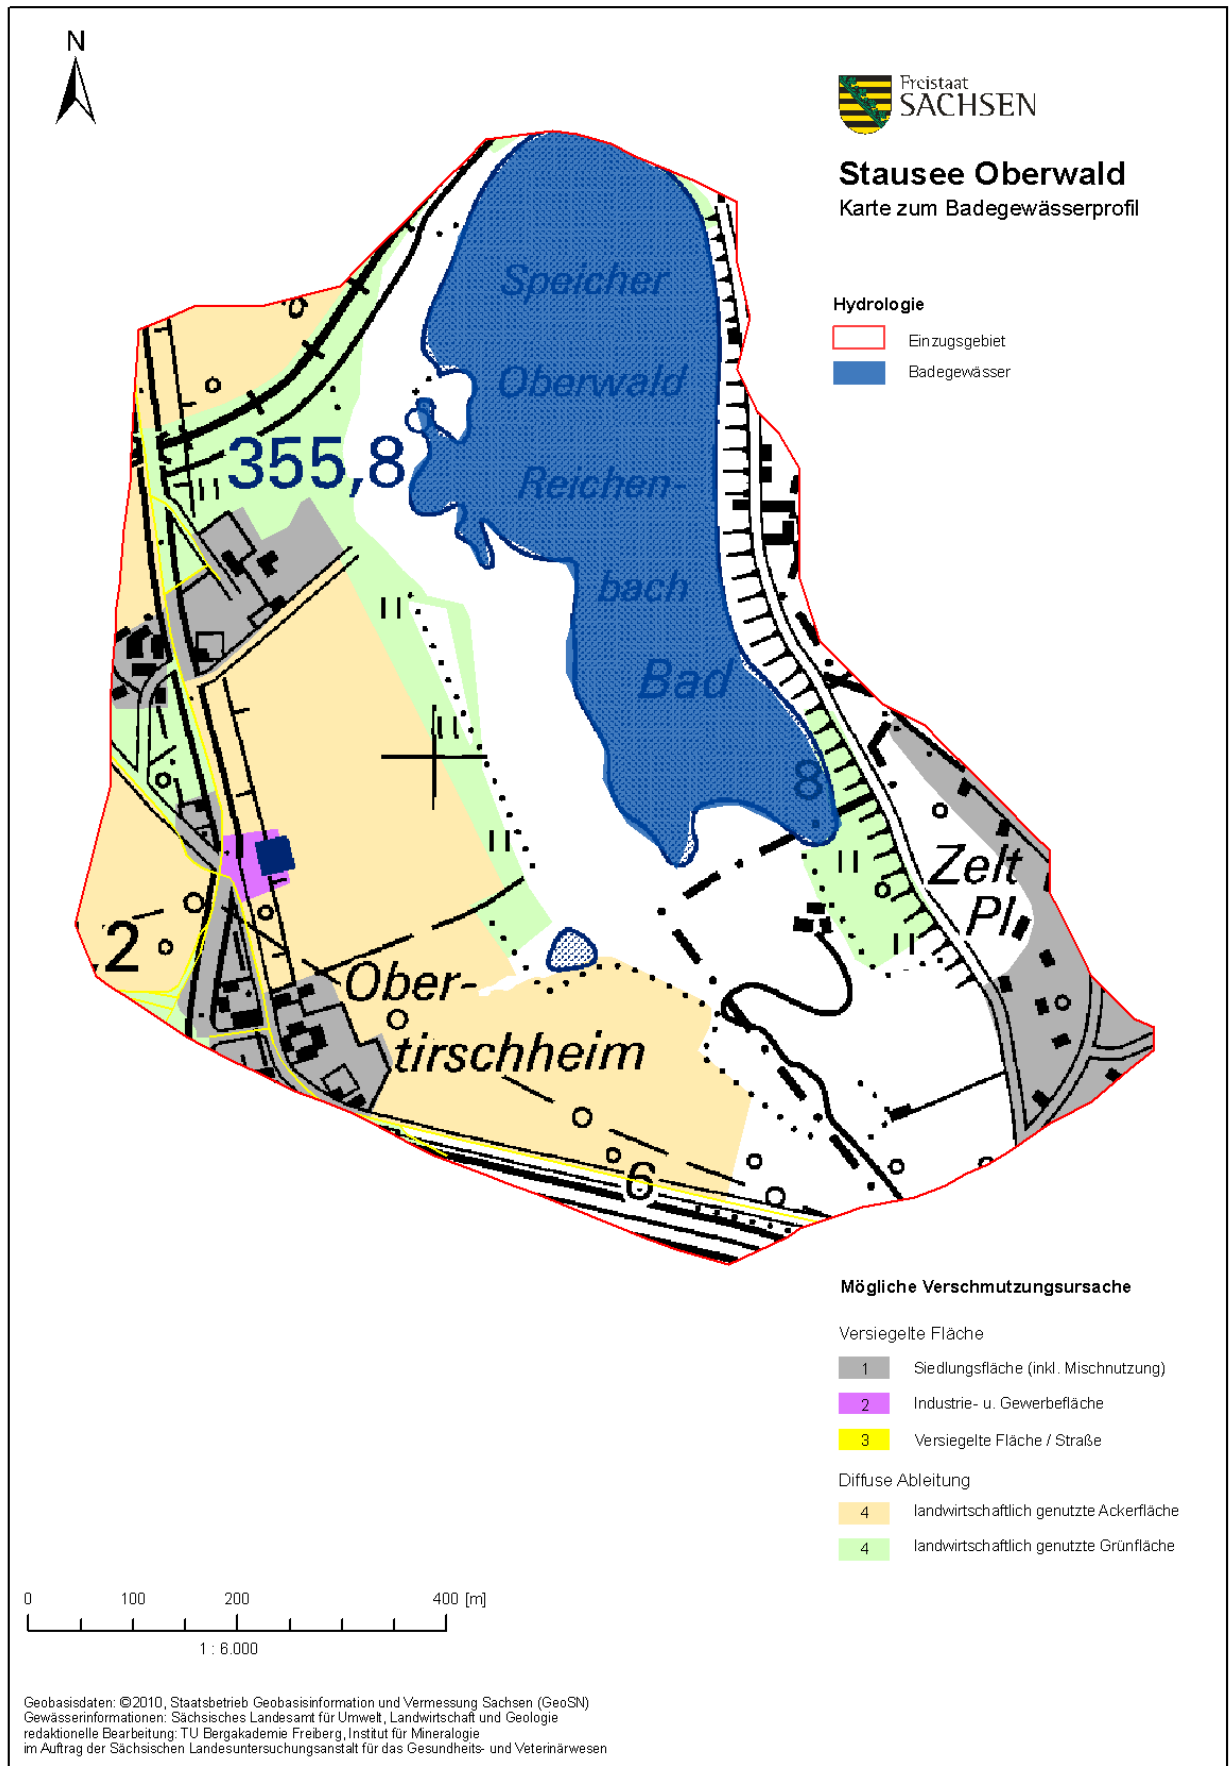 N
Freistaat
SACHSEN
Stausee Oberwald
Karte zum Badegewässerprofil
Hydrologie
Einzugsgebiet
Badegewässer
Speicher
Oberwald
355,8
Reichen-
bach
Bad
8
Zelt
Pl
2
Ober-
tirschheim
6
Mögliche Verschmutzungsursache
Versiegelte Fläche
1 Siedlungsfläche (inkl. Mischnutzung)
2 Industrie- u. Gewerbefläche
3 Versiegelte Fläche / Straße
Diffuse Ableitung
4 landwirtschaftlich genutzte Ackerfläche
4 landwirtschaftlich genutzte Grünfläche
0 100 200 400 [m]
1 : 6.000
Geobasisdaten: ©2010, Staatsbetrieb Geobasisinformation und Vermessung Sachsen (GeoSN)
Gewässerinformationen: Sächsisches Landesamt für Umwelt, Landwirtschaft und Geologie
redaktionelle Bearbeitung: TU Bergakademie Freiberg, Institut für Mineralogie
im Auftrag der Sächsischen Landesuntersuchungsanstalt für das Gesundheits- und Veterinärwesen